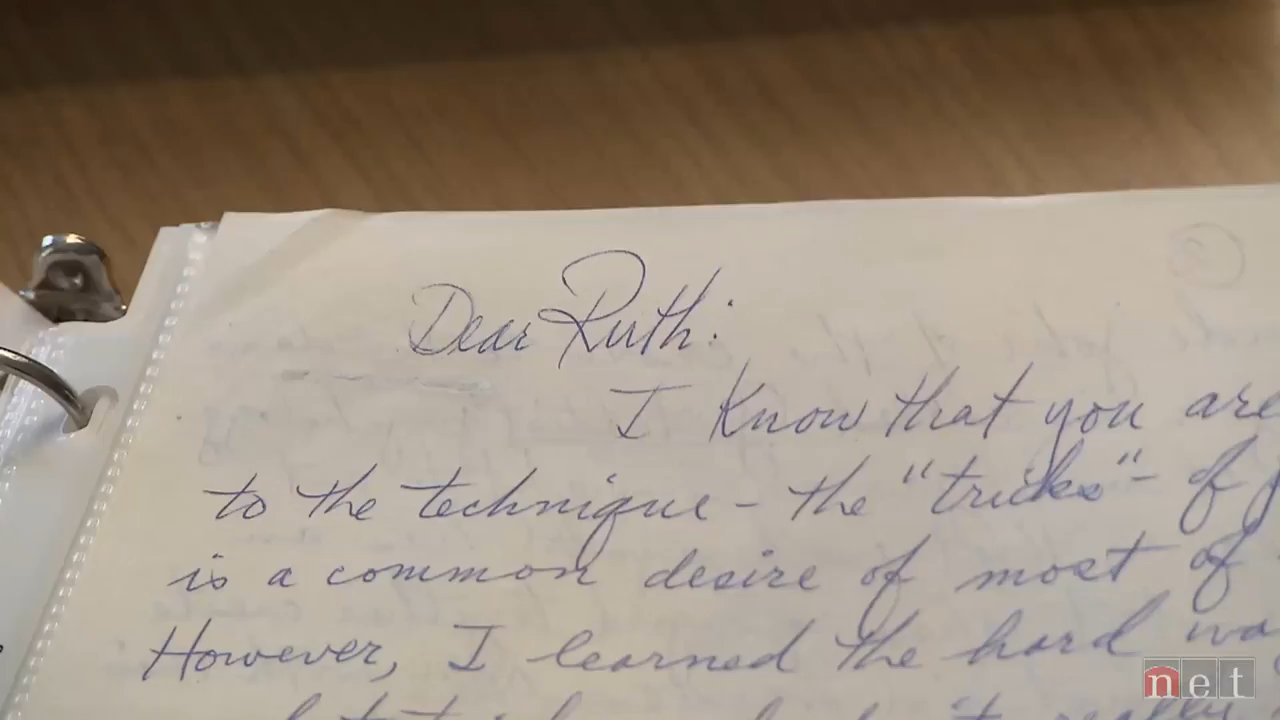 Dear Ruth:
I know that you are
to the technique – the "tricks" – of
is a common desire of most of
However, I learned the hard
net